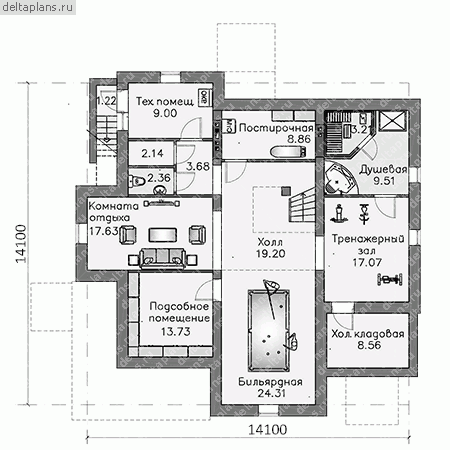 deltaplans.ru
1.22
Тех помещ.
9.00
Постирочная
8.86
3.21
2.14
3.68
2.36
Душевая
9.51
Комната
отдыха
17.63
Холл
19.20
Тренажерный
зал
17.07
Подсобное
помещение
13.73
Хол. кладовая
8.56
Бильярдная
24.31
14100
14100